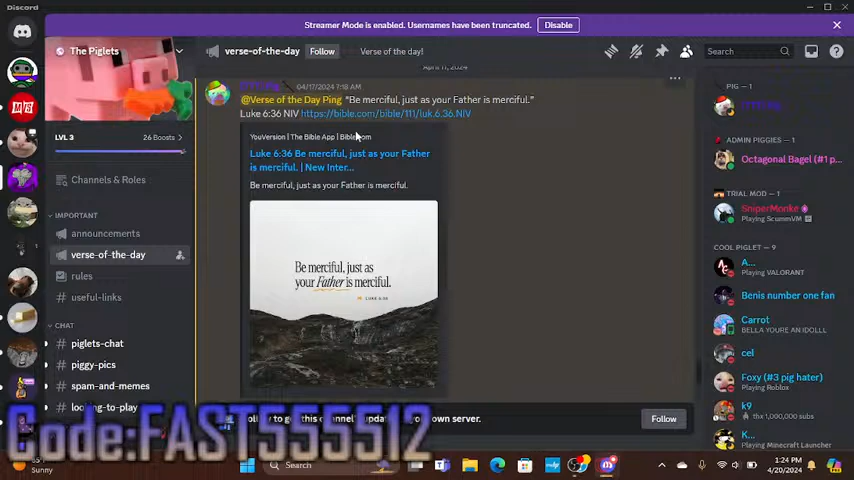 Discord
Streamer Mode is enabled. Usernames have been truncated.
Disable
The Piglets
verse-of-the-day
Follow
Verse of the day!
Search
LVL 3
26 Boosts
Channels & Roles
IMPORTANT
announcements
verse-of-the-day
rules
useful-links
CHAT
piglets-chat
piggy-pics
spam-and-memes
looking-to-play
04/17/2024 7:18 AM
@Verse of the Day Ping "Be merciful, just as your Father is merciful."
Luke 6:36 NIV https://bible.com/bible/111/luk.6.36.NIV
YouVersion | The Bible App | Bible.com
Luke 6:36 Be merciful, just as your Father
is merciful. | New Inter...
Be merciful, just as your Father is merciful.
Be merciful, just as
your Father is merciful.
LUKE 6:36
own server.
Follow
PIG — 1
ADMIN PIGGIES — 1
Octagonal Bagel (#1 p...
TRIAL MOD — 1
SniperMonke
Playing ScummVM
COOL PIGLET — 9
A...
Playing VALORANT
Benis number one fan
Carrot
BELLA YOURE AN IDOLLL
cel
Foxy (#3 pig hater)
Playing Roblox
k9
thx 1,000,000 subs
K...
Playing Minecraft Launcher
Code:FAST555512
Sunny
Search
1:24 PM
4/20/2024